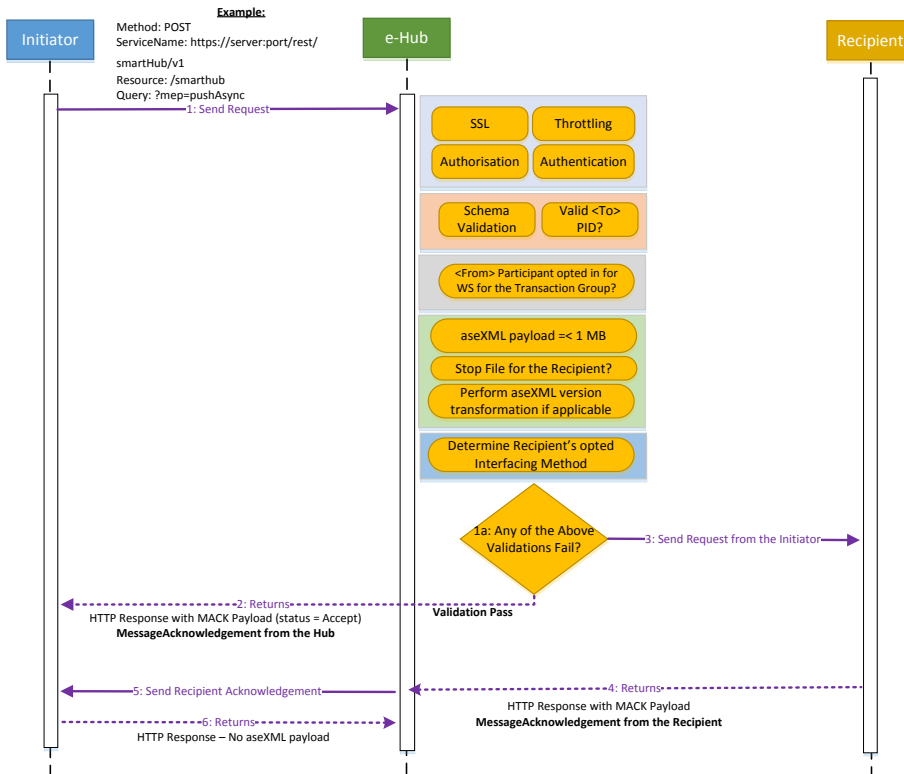 Example:
Method: POST
ServiceName: https://server:port/rest/
smartHub/v1
Resource: /smarthub
Query: ?mep=pushAsync
Initiator
e-Hub
Recipient
1: Send Request
SSL
Throttling
Authorisation
Authentication
Schema
Validation
Valid <To>
PID?
<From> Participant opted in for
WS for the Transaction Group?
aseXML payload =< 1 MB
Stop File for the Recipient?
Perform aseXML version
transformation if applicable
Determine Recipient's opted
Interfacing Method
1a: Any of the Above
Validations Fail?
3: Send Request from the Initiator
2: Returns
HTTP Response with MACK Payload (status = Accept)
MessageAcknowledgement from the Hub
Validation Pass
5: Send Recipient Acknowledgement
4: Returns
HTTP Response with MACK Payload
MessageAcknowledgement from the Recipient
6: Returns
HTTP Response – No aseXML payload